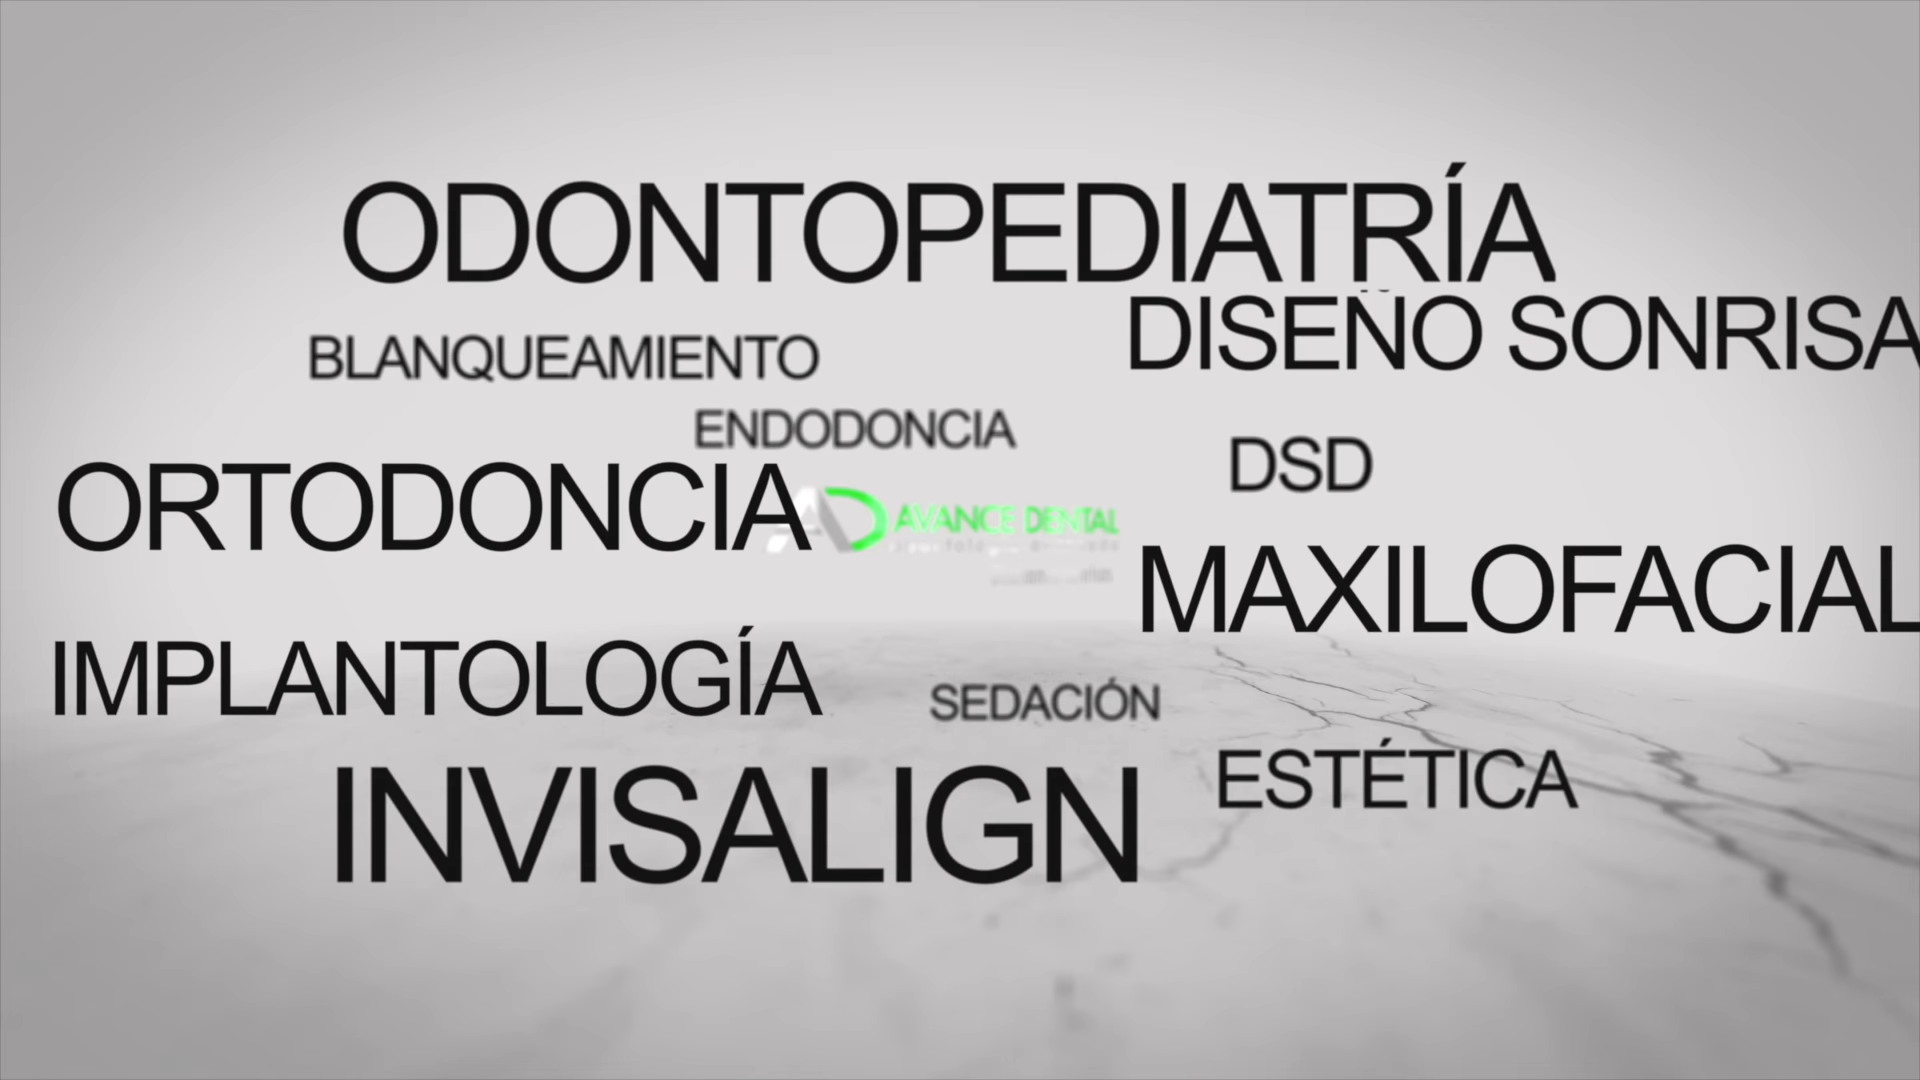 ODONTOPEDIATRÍA
DISEÑO SONRISA
BLANQUEAMIENTO
ENDODONCIA
DSD
ORTODONCIA
AVANCE DENTAL
MAXILOFACIAL
IMPLANTOLOGÍA
SEDACIÓN
ESTÉTICA
INVISALIGN